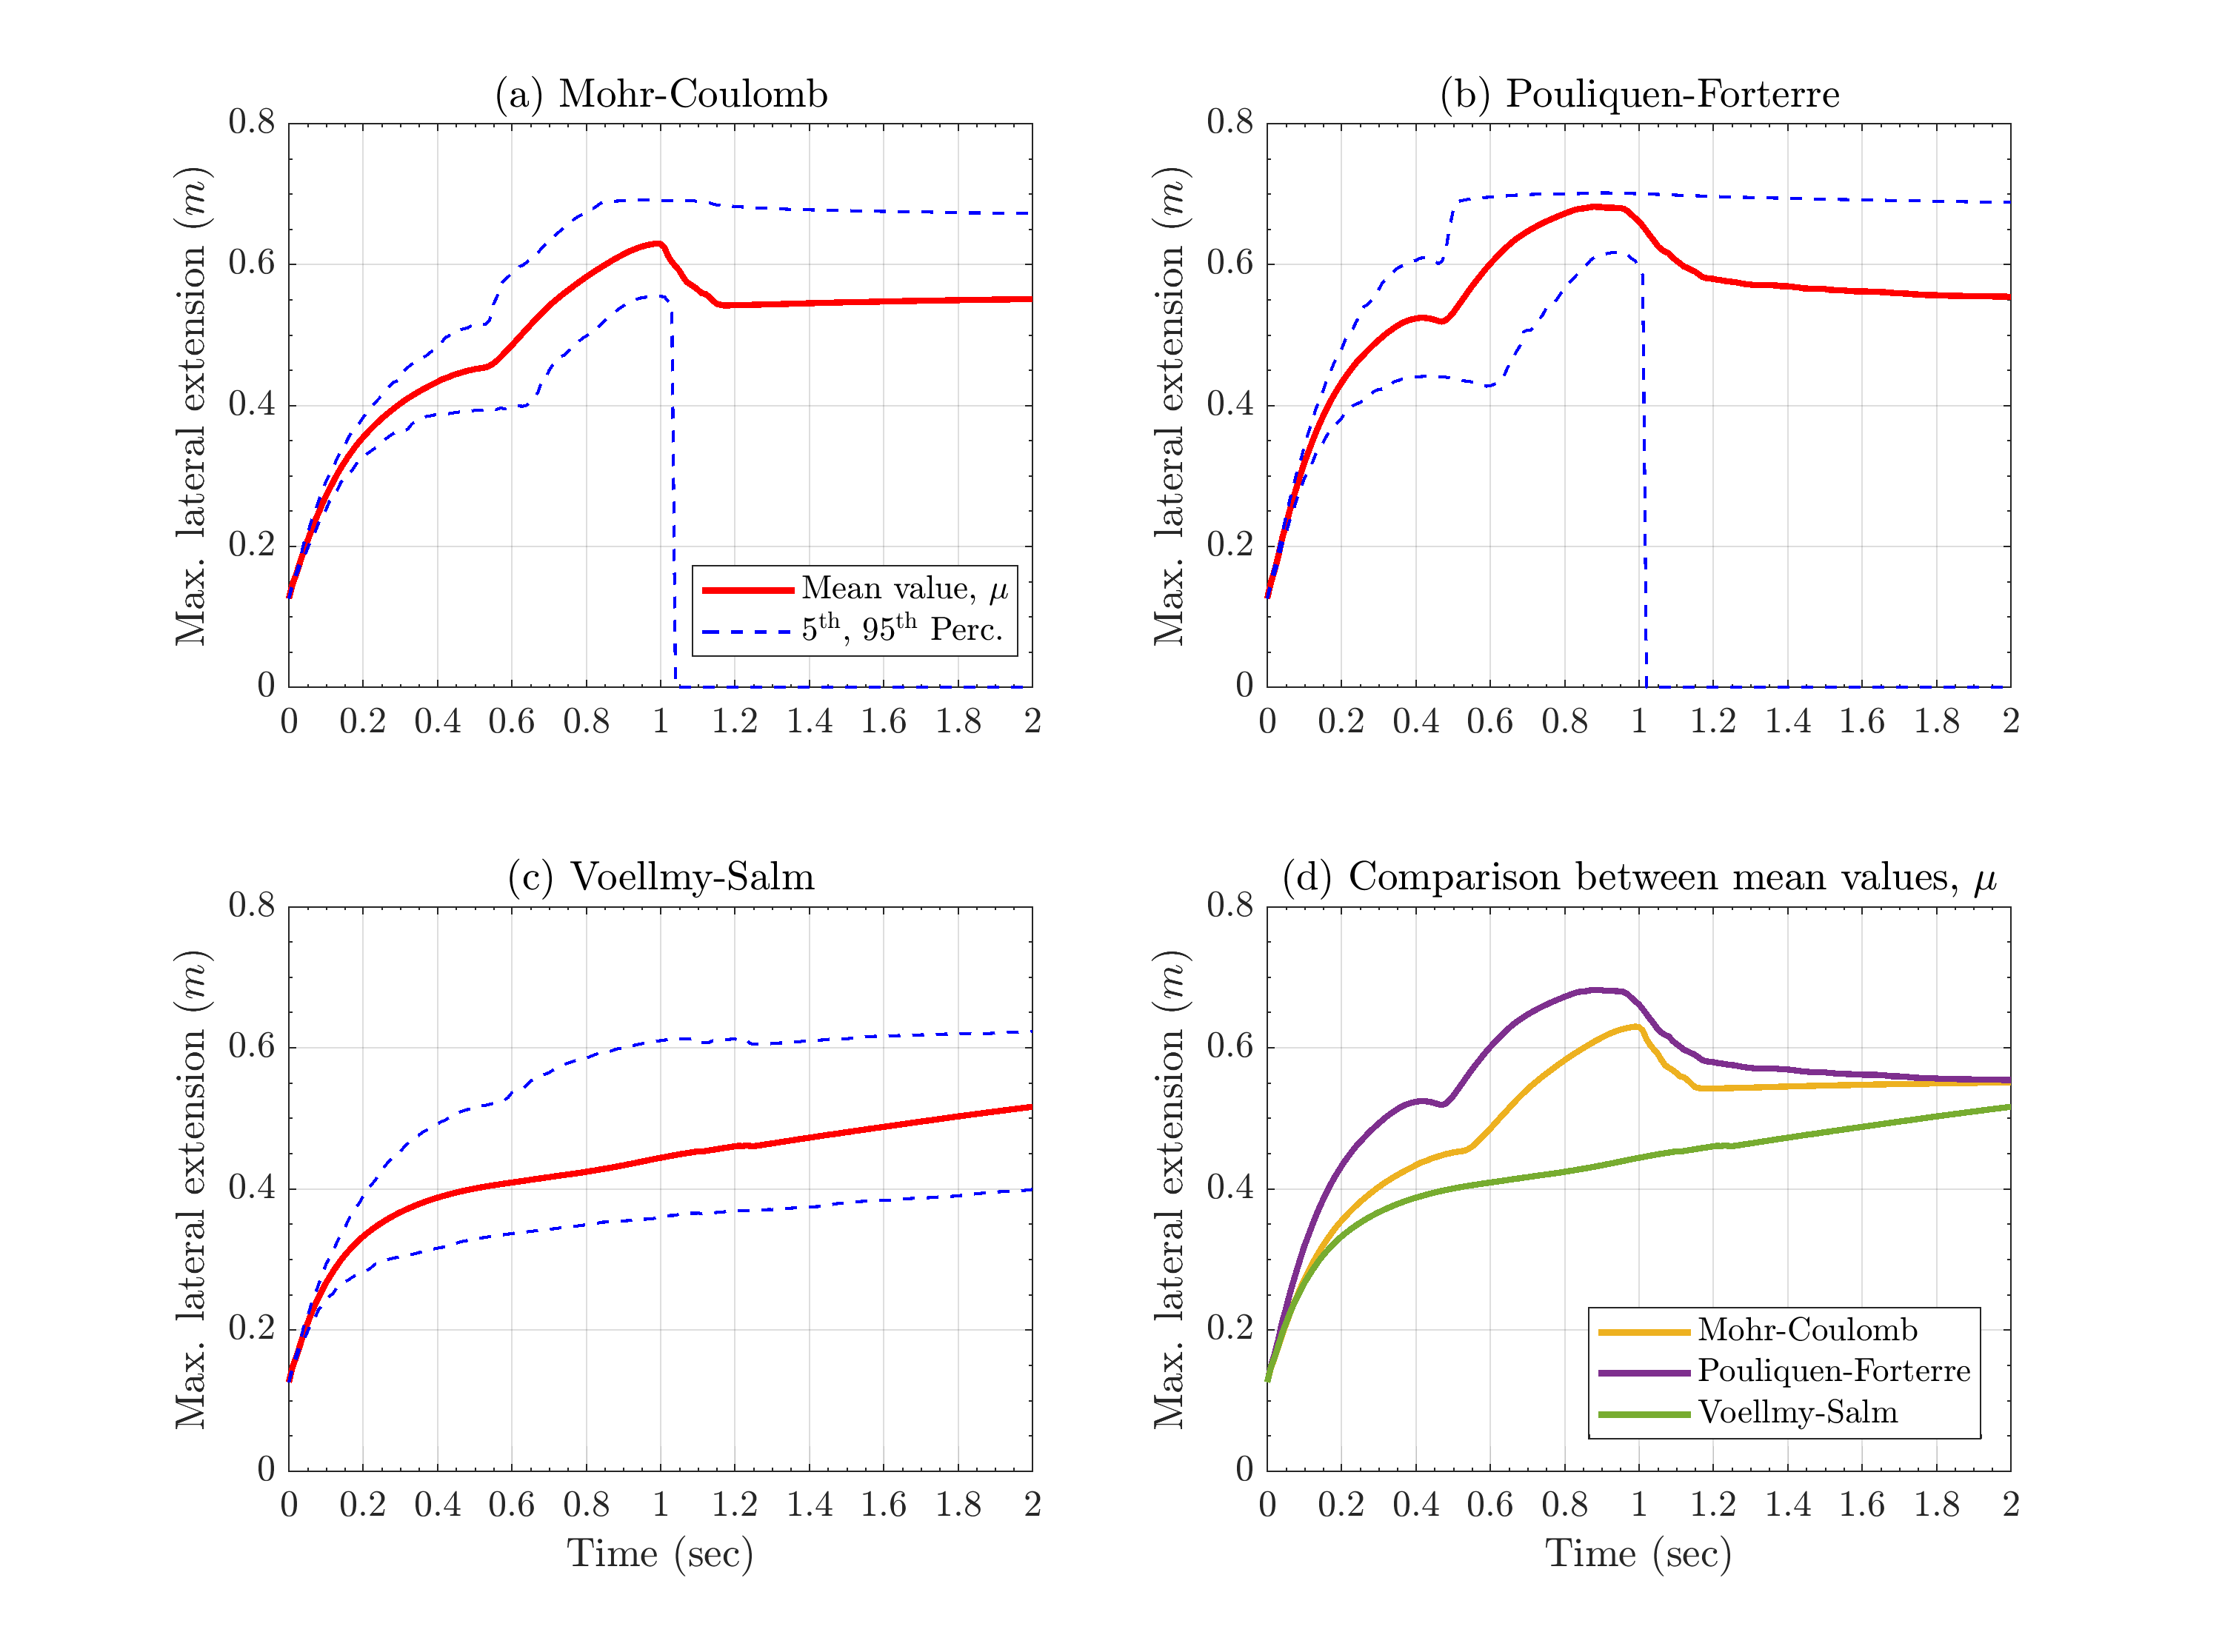 (a) Mohr-Coulomb
Max. lateral extension (m)
0.8
0.6
0.4
0.2
0
0 0.2 0.4 0.6 0.8 1 1.2 1.4 1.6 1.8 2
Mean value, μ
5th, 95th Perc.
(b) Pouliquen-Forterre
Max. lateral extension (m)
0.8
0.6
0.4
0.2
0
0 0.2 0.4 0.6 0.8 1 1.2 1.4 1.6 1.8 2
(c) Voellmy-Salm
Max. lateral extension (m)
0.8
0.6
0.4
0.2
0
0 0.2 0.4 0.6 0.8 1 1.2 1.4 1.6 1.8 2
Time (sec)
(d) Comparison between mean values, μ
Max. lateral extension (m)
0.8
0.6
0.4
0.2
0
0 0.2 0.4 0.6 0.8 1 1.2 1.4 1.6 1.8 2
Time (sec)
Mohr-Coulomb
Pouliquen-Forterre
Voellmy-Salm